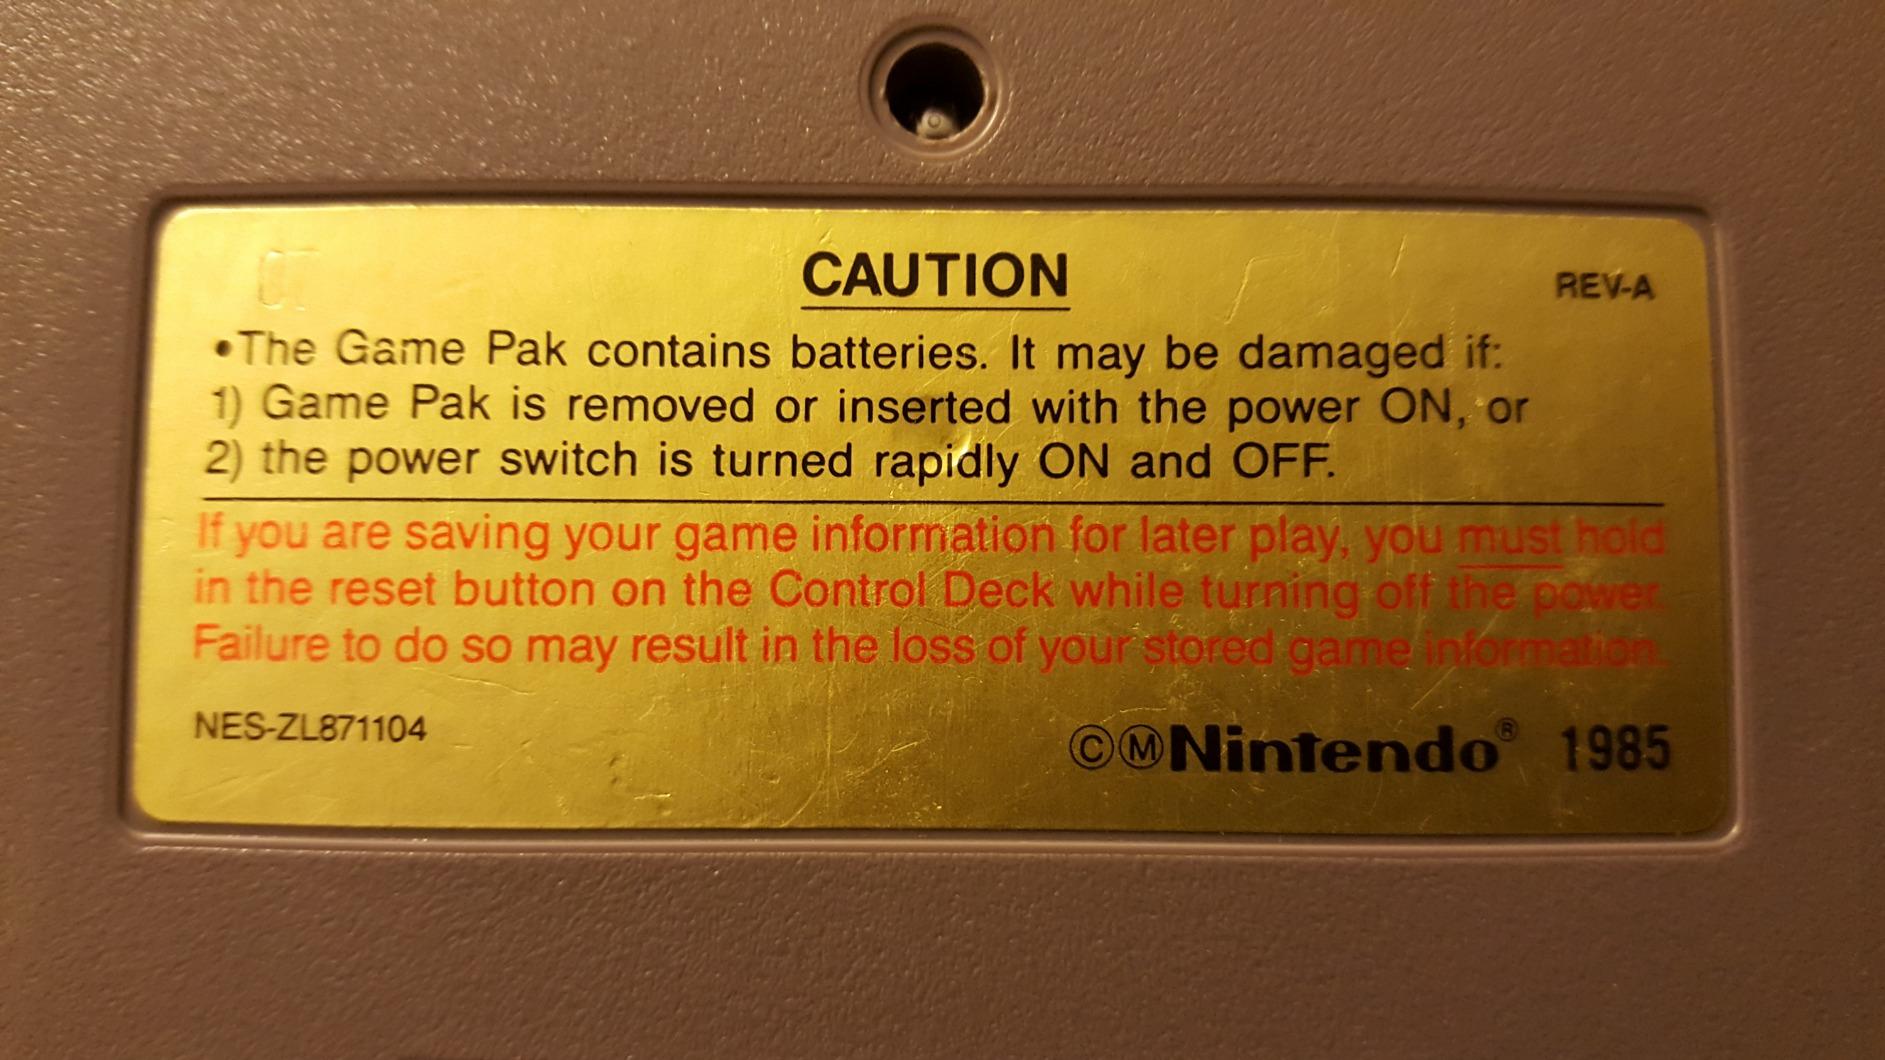 CAUTION
REV-A
•The Game Pak contains batteries. It may be damaged if:
1) Game Pak is removed or inserted with the power ON, or
2) the power switch is turned rapidly ON and OFF.
If you are saving your game information for later play, you must hold
in the reset button on the Control Deck while turning off the power.
Failure to do so may result in the loss of your stored game information.
NES-ZL871104
©ⓂNintendo® 1985